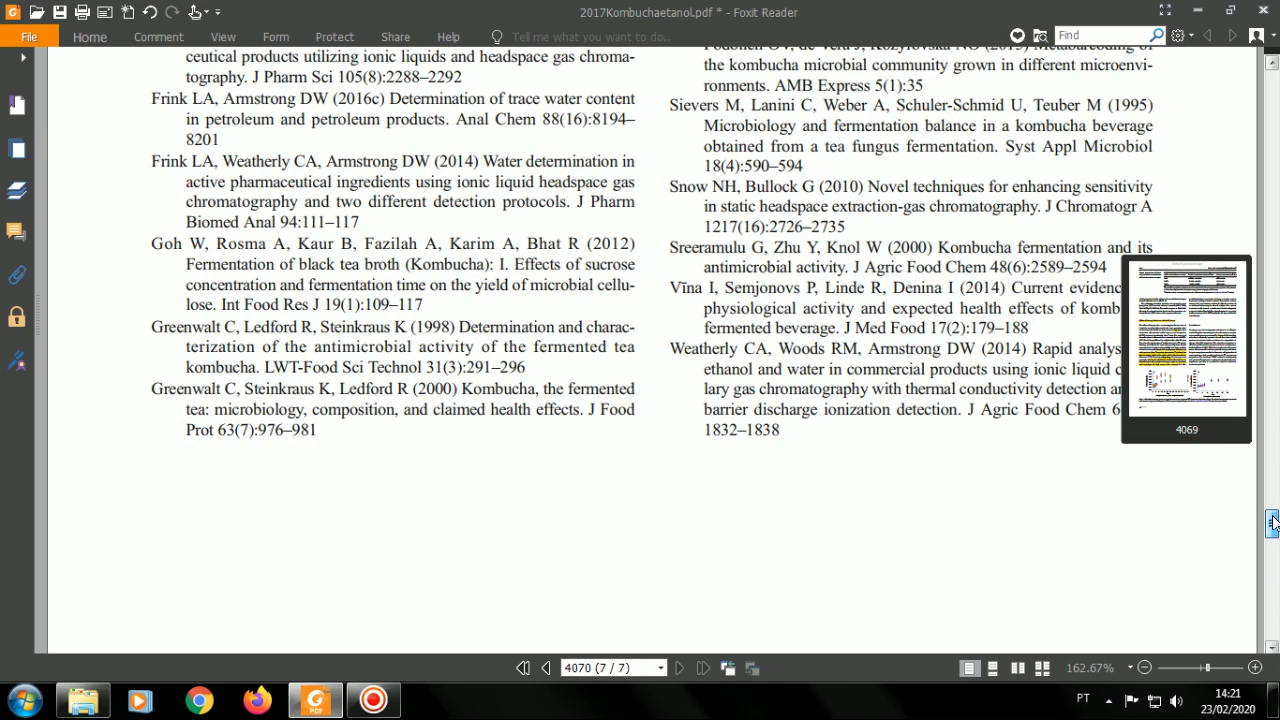 2017Kombuchaetanol.pdf * - Foxit Reader
File Home Comment View Form Protect Share Help Tell me what you want to do... Find
ceutical products utilizing ionic liquids and headspace gas chroma-
tography. J Pharm Sci 105(8):2288–2292
Frink LA, Armstrong DW (2016c) Determination of trace water content
in petroleum and petroleum products. Anal Chem 88(16):8194–
8201
Frink LA, Weatherly CA, Armstrong DW (2014) Water determination in
active pharmaceutical ingredients using ionic liquid headspace gas
chromatography and two different detection protocols. J Pharm
Biomed Anal 94:111–117
Goh W, Rosma A, Kaur B, Fazilah A, Karim A, Bhat R (2012)
Fermentation of black tea broth (Kombucha): I. Effects of sucrose
concentration and fermentation time on the yield of microbial cellu-
lose. Int Food Res J 19(1):109–117
Greenwalt C, Ledford R, Steinkraus K (1998) Determination and charac-
terization of the antimicrobial activity of the fermented tea
kombucha. LWT-Food Sci Technol 31(3):291–296
Greenwalt C, Steinkraus K, Ledford R (2000) Kombucha, the fermented
tea: microbiology, composition, and claimed health effects. J Food
Prot 63(7):976–981
the kombucha microbial community grown in different microenvi-
ronments. AMB Express 5(1):35
Sievers M, Lanini C, Weber A, Schuler-Schmid U, Teuber M (1995)
Microbiology and fermentation balance in a kombucha beverage
obtained from a tea fungus fermentation. Syst Appl Microbiol
18(4):590–594
Snow NH, Bullock G (2010) Novel techniques for enhancing sensitivity
in static headspace extraction-gas chromatography. J Chromatogr A
1217(16):2726–2735
Sreeramulu G, Zhu Y, Knol W (2000) Kombucha fermentation and its
antimicrobial activity. J Agric Food Chem 48(6):2589–2594
Vīna I, Semjonovs P, Linde R, Denina I (2014) Current evidenc
physiological activity and expected health effects of komb
fermented beverage. J Med Food 17(2):179–188
Weatherly CA, Woods RM, Armstrong DW (2014) Rapid analys
ethanol and water in commercial products using ionic liquid c
lary gas chromatography with thermal conductivity detection a
barrier discharge ionization detection. J Agric Food Chem 6
1832–1838
4069
4070 (7 / 7)
162.67%
PT
14:21
23/02/2020